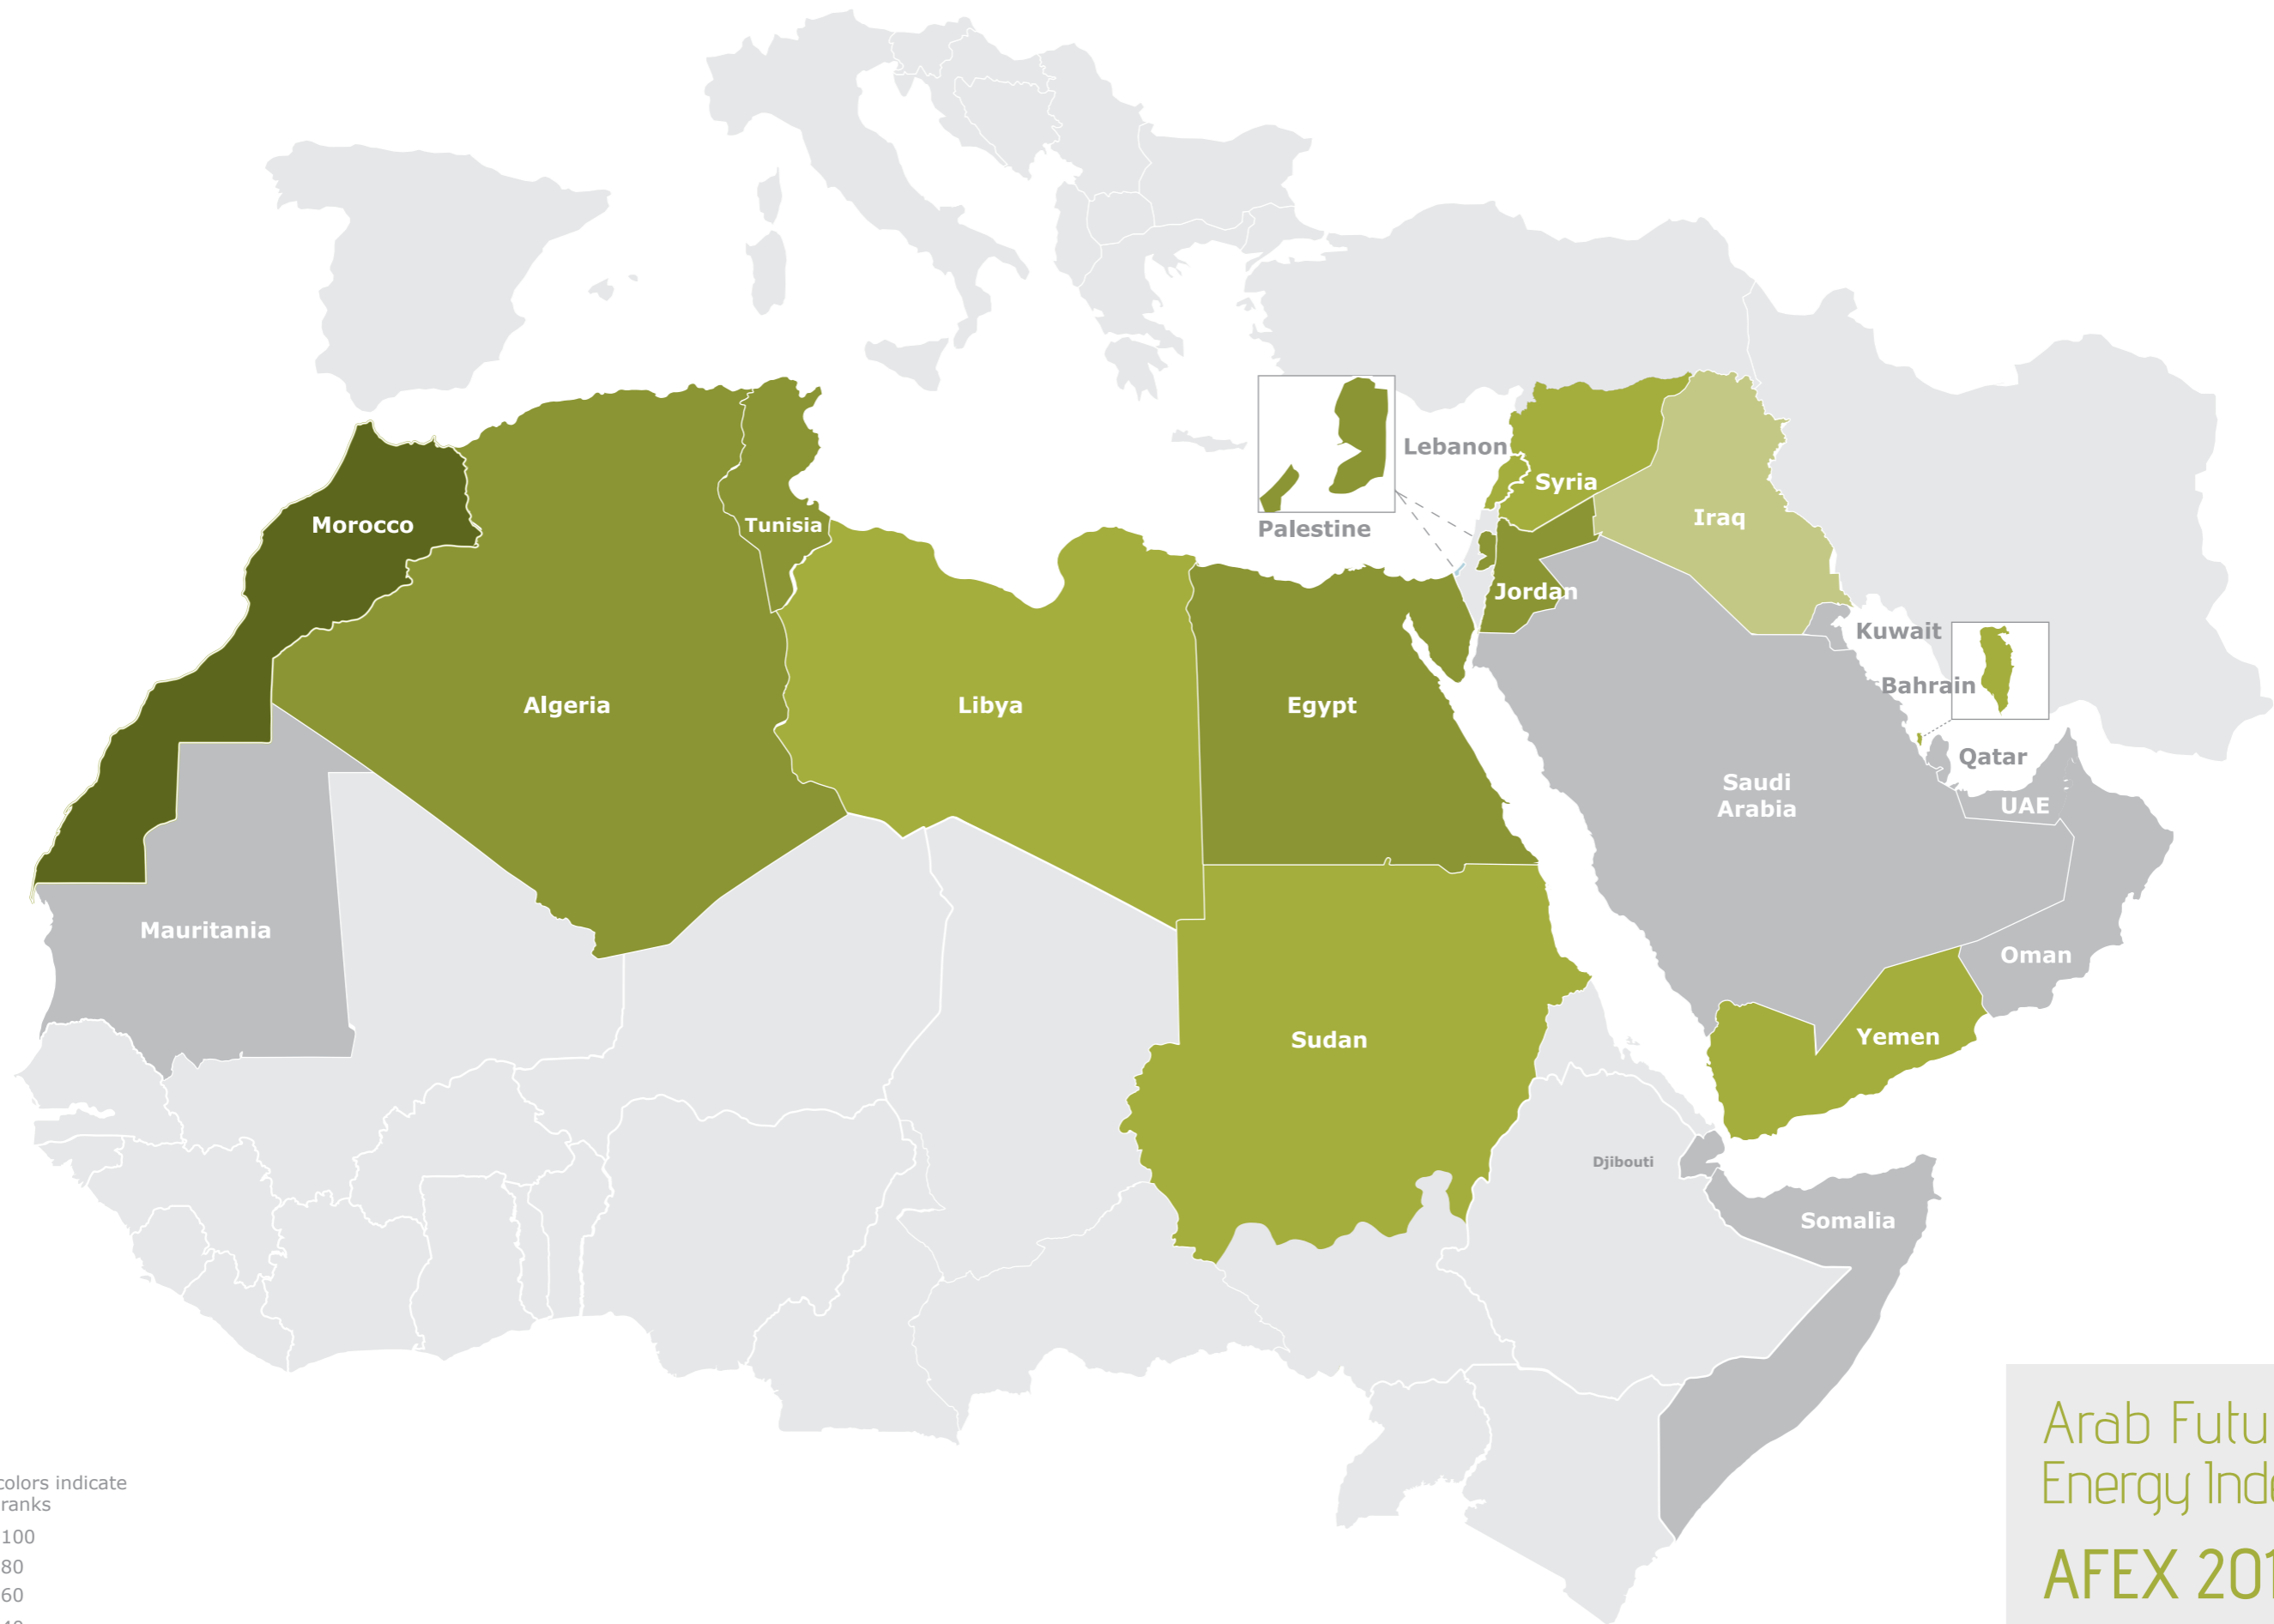 Lebanon
Syria
Morocco
Tunisia
Palestine
Iraq
Jordan
Kuwait
Bahrain
Algeria
Libya
Egypt
Qatar
Saudi
Arabia
UAE
Mauritania
Oman
Sudan
Yemen
Djibouti
Somalia
colors indicate
ranks
100
80
60
Arab Futu
Energy Inde
AFEX 201